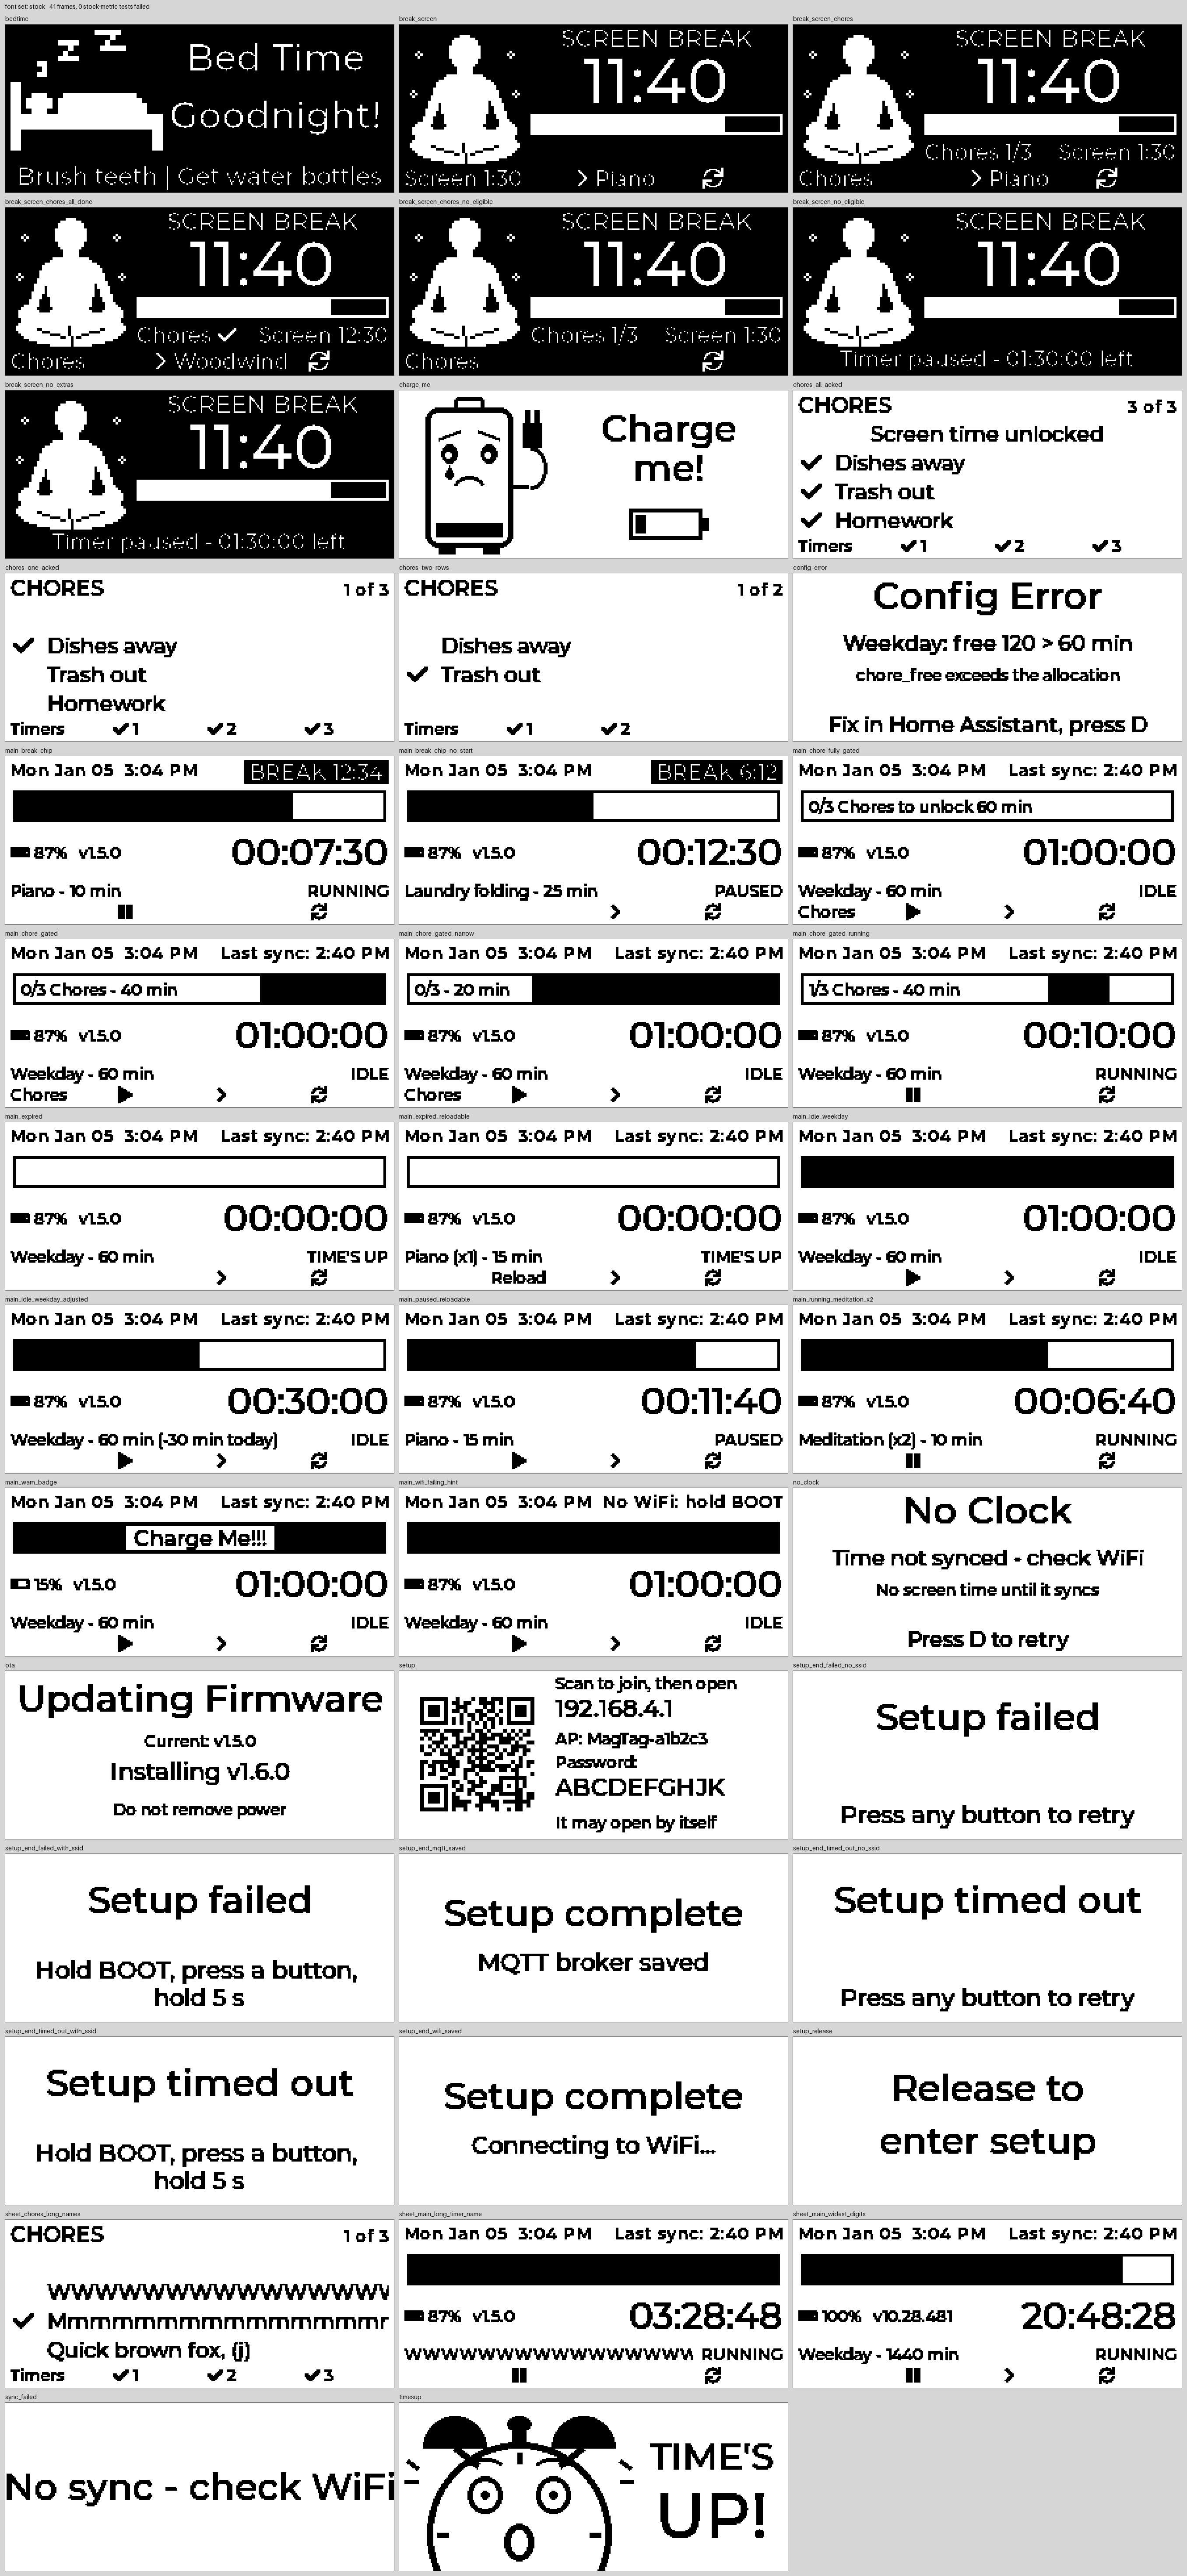 font set: stock 41 frames, 0 stock-metric tests failed
bedtime
Bed Time
Goodnight!
Brush teeth | Get water bottles
break_screen
SCREEN BREAK
11:40
Screen 1:30 > Piano
break_screen_chores
SCREEN BREAK
11:40
Chores 1/3 Screen 1:30
Chores > Piano
break_screen_chores_all_done
SCREEN BREAK
11:40
Chores ✓ Screen 12:30
Chores > Woodwind
break_screen_chores_no_eligible
SCREEN BREAK
11:40
Chores 1/3 Screen 1:30
Chores
break_screen_no_eligible
SCREEN BREAK
11:40
Timer paused - 01:30:00 left
break_screen_no_extras
SCREEN BREAK
11:40
Timer paused - 01:30:00 left
charge_me
Charge
me!
chores_all_acked
CHORES 3 of 3
Screen time unlocked
✓ Dishes away
✓ Trash out
✓ Homework
Timers ✓1 ✓2 ✓3
chores_one_acked
CHORES 1 of 3
✓ Dishes away
Trash out
Homework
Timers ✓1 ✓2 ✓3
chores_two_rows
CHORES 1 of 2
Dishes away
✓ Trash out
Timers ✓1 ✓2
config_error
Config Error
Weekday: free 120 > 60 min
chore_free exceeds the allocation
Fix in Home Assistant, press D
main_break_chip
Mon Jan 05 3:04 PM BREAK 12:34
87% v1.5.0 00:07:30
Piano - 10 min RUNNING
main_break_chip_no_start
Mon Jan 05 3:04 PM BREAK 6:12
87% v1.5.0 00:12:30
Laundry folding - 25 min PAUSED
>
main_chore_fully_gated
Mon Jan 05 3:04 PM Last sync: 2:40 PM
0/3 Chores to unlock 60 min
87% v1.5.0 01:00:00
Weekday - 60 min IDLE
Chores >
main_chore_gated
Mon Jan 05 3:04 PM Last sync: 2:40 PM
0/3 Chores - 40 min
87% v1.5.0 01:00:00
Weekday - 60 min IDLE
Chores >
main_chore_gated_narrow
Mon Jan 05 3:04 PM Last sync: 2:40 PM
0/3 - 20 min
87% v1.5.0 01:00:00
Weekday - 60 min IDLE
Chores >
main_chore_gated_running
Mon Jan 05 3:04 PM Last sync: 2:40 PM
1/3 Chores - 40 min
87% v1.5.0 00:10:00
Weekday - 60 min RUNNING
main_expired
Mon Jan 05 3:04 PM Last sync: 2:40 PM
87% v1.5.0 00:00:00
Weekday - 60 min TIME'S UP
>
main_expired_reloadable
Mon Jan 05 3:04 PM Last sync: 2:40 PM
87% v1.5.0 00:00:00
Piano (x1) - 15 min TIME'S UP
Reload >
main_idle_weekday
Mon Jan 05 3:04 PM Last sync: 2:40 PM
87% v1.5.0 01:00:00
Weekday - 60 min IDLE
>
main_idle_weekday_adjusted
Mon Jan 05 3:04 PM Last sync: 2:40 PM
87% v1.5.0 00:30:00
Weekday - 60 min (-30 min today) IDLE
>
main_paused_reloadable
Mon Jan 05 3:04 PM Last sync: 2:40 PM
87% v1.5.0 00:11:40
Piano - 15 min PAUSED
>
main_running_meditation_x2
Mon Jan 05 3:04 PM Last sync: 2:40 PM
87% v1.5.0 00:06:40
Meditation (x2) - 10 min RUNNING
main_warn_badge
Mon Jan 05 3:04 PM Last sync: 2:40 PM
Charge Me!!!
15% v1.5.0 01:00:00
Weekday - 60 min IDLE
>
main_wifi_failing_hint
Mon Jan 05 3:04 PM No WiFi: hold BOOT
87% v1.5.0 01:00:00
Weekday - 60 min IDLE
>
no_clock
No Clock
Time not synced - check WiFi
No screen time until it syncs
Press D to retry
ota
Updating Firmware
Current: v1.5.0
Installing v1.6.0
Do not remove power
setup
Scan to join, then open
192.168.4.1
AP: MagTag-a1b2c3
Password:
ABCDEFGHJK
It may open by itself
setup_end_failed_no_ssid
Setup failed
Press any button to retry
setup_end_failed_with_ssid
Setup failed
Hold BOOT, press a button,
hold 5 s
setup_end_mqtt_saved
Setup complete
MQTT broker saved
setup_end_timed_out_no_ssid
Setup timed out
Press any button to retry
setup_end_timed_out_with_ssid
Setup timed out
Hold BOOT, press a button,
hold 5 s
setup_end_wifi_saved
Setup complete
Connecting to WiFi...
setup_release
Release to
enter setup
sheet_chores_long_names
CHORES 1 of 3
Quick brown fox, (j)
Timers ✓1 ✓2 ✓3
sheet_main_long_timer_name
Mon Jan 05 3:04 PM Last sync: 2:40 PM
87% v1.5.0 03:28:48
RUNNING
sheet_main_widest_digits
Mon Jan 05 3:04 PM Last sync: 2:40 PM
100% v10.28.481 20:48:28
Weekday - 1440 min RUNNING
>
sync_failed
No sync - check WiFi
timesup
TIME'S
UP!